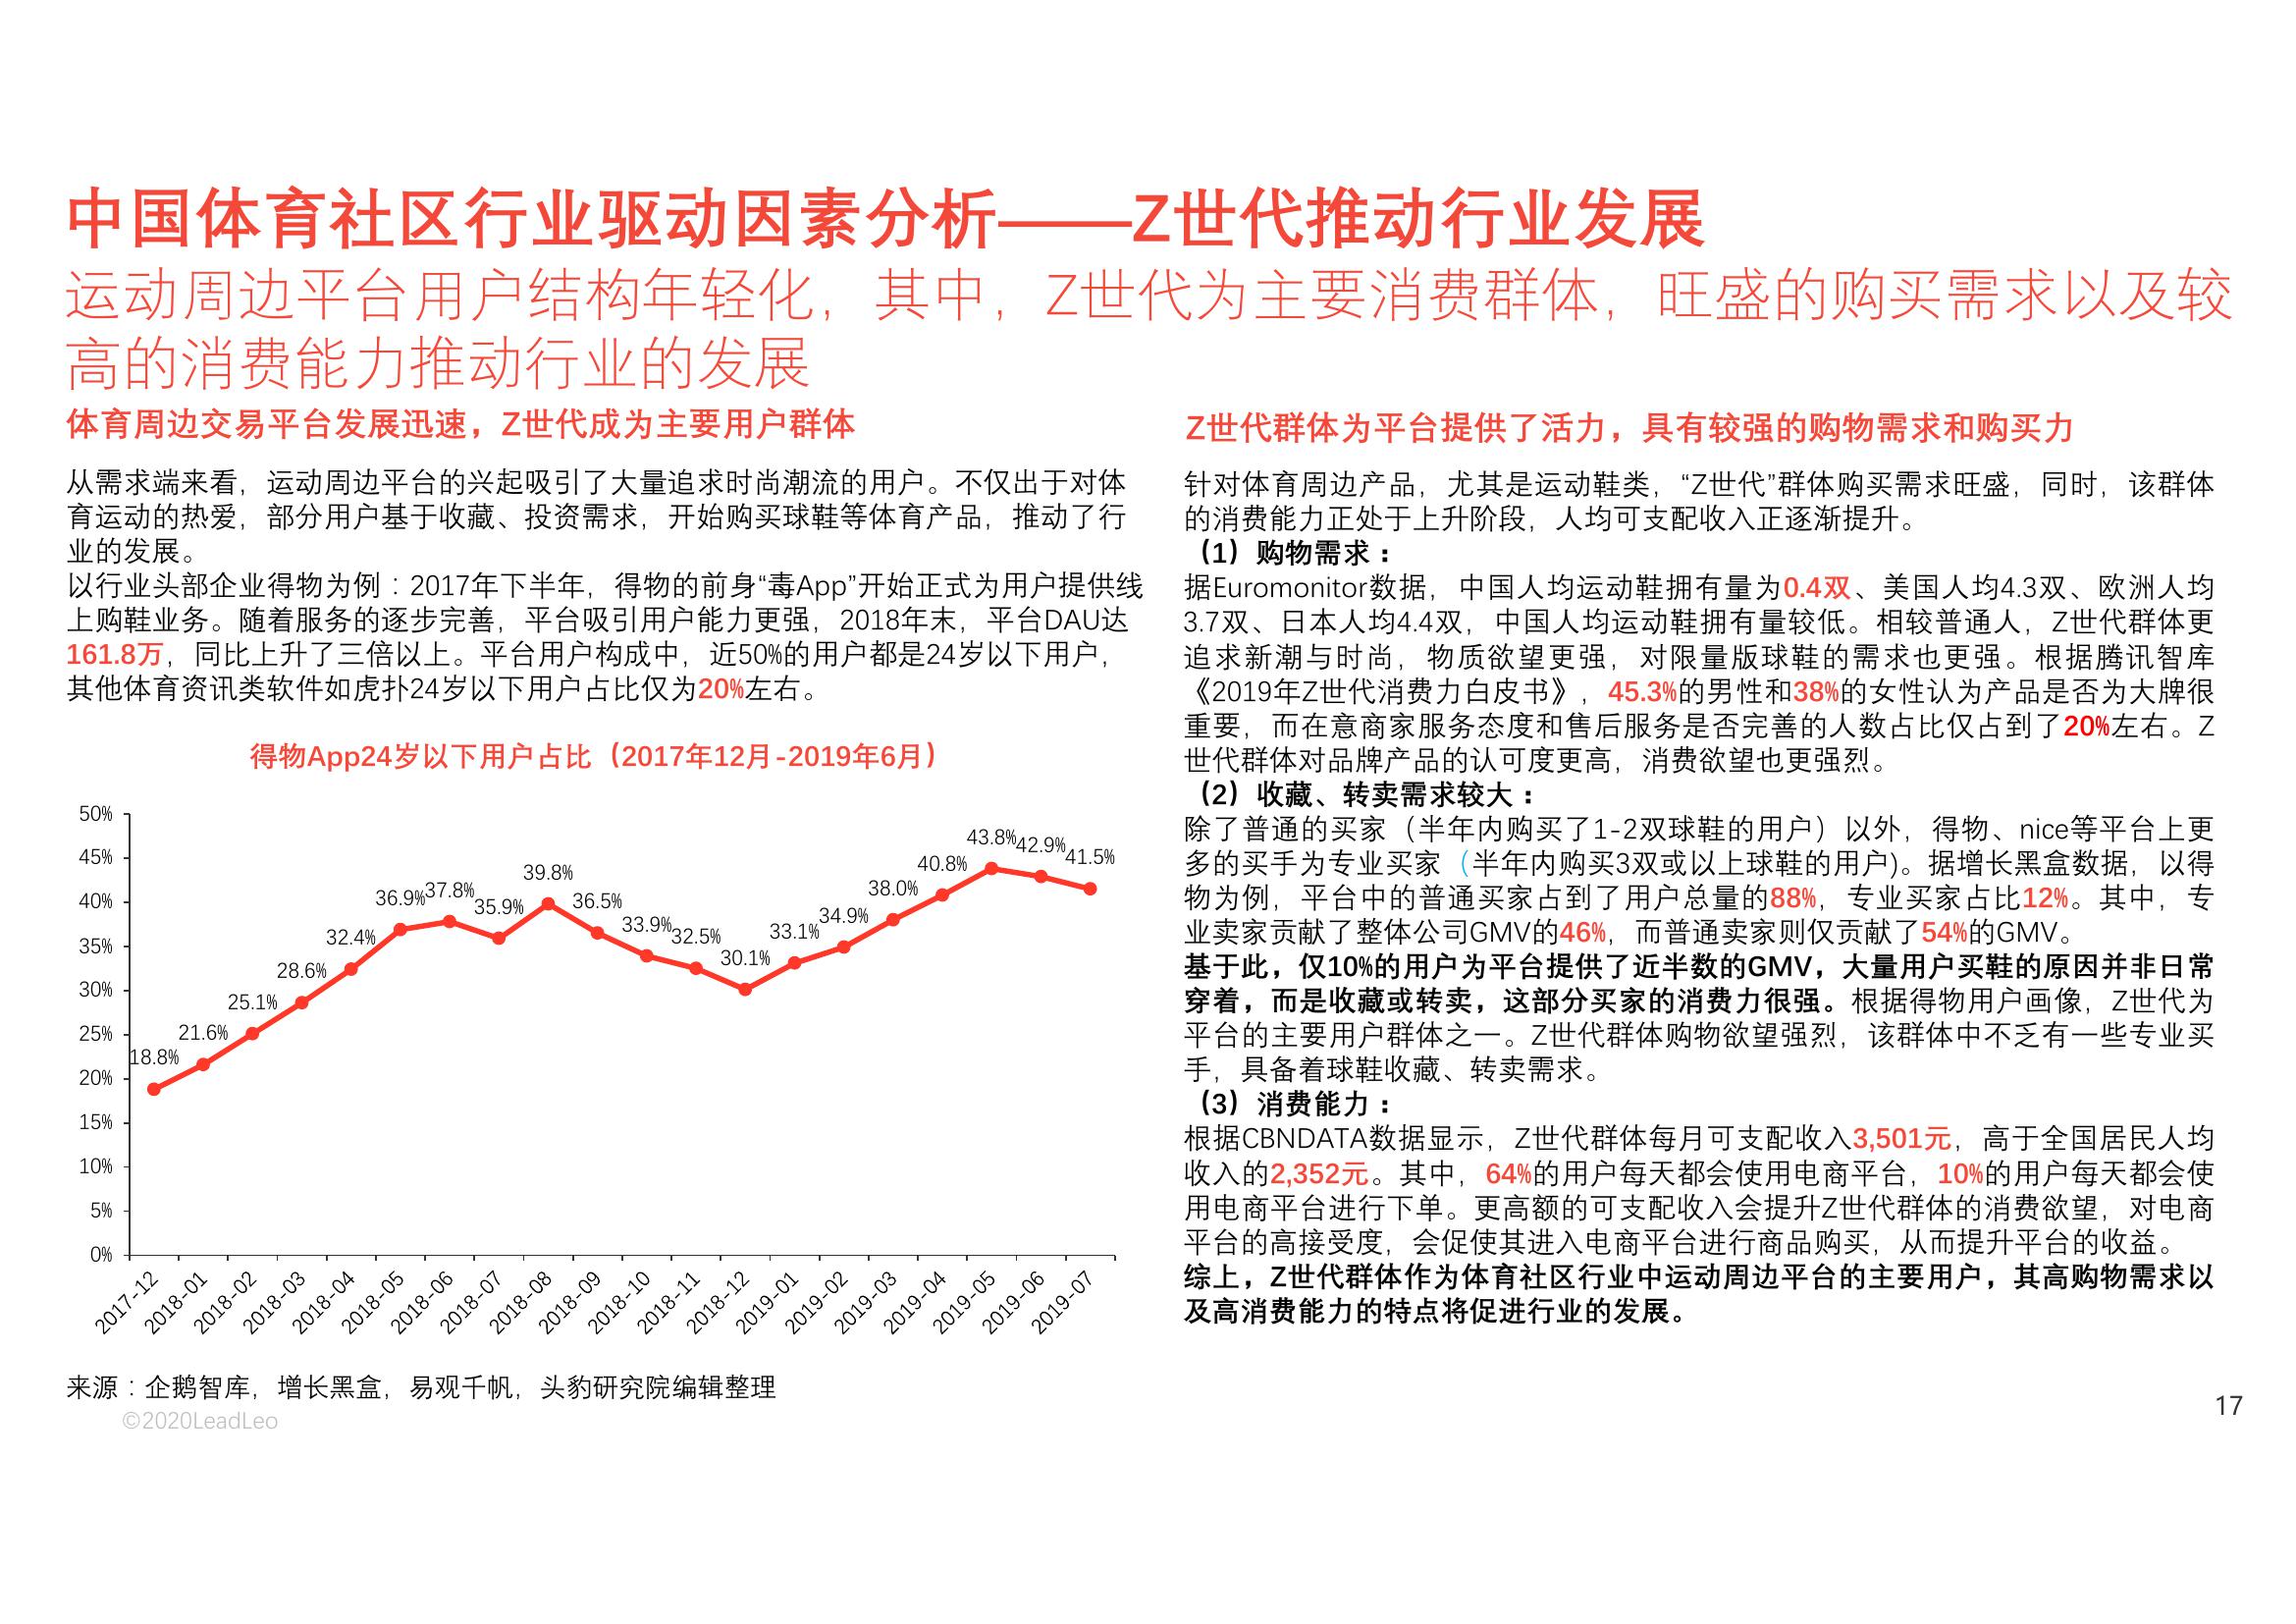 中国体育社区行业驱动因素分析——Z世代推动行业发展
运动周边平台用户结构年轻化，其中，Z世代为主要消费群体，旺盛的购买需求以及较
高的消费能力推动行业的发展
体育周边交易平台发展迅速，Z世代成为主要用户群体
从需求端来看，运动周边平台的兴起吸引了大量追求时尚潮流的用户。不仅出于对体
育运动的热爱，部分用户基于收藏、投资需求，开始购买球鞋等体育产品，推动了行
业的发展。
以行业头部企业得物为例：2017年下半年，得物的前身“毒App”开始正式为用户提供线
上购鞋业务。随着服务的逐步完善，平台吸引用户能力更强，2018年末，平台DAU达
161.8万，同比上升了三倍以上。平台用户构成中，近50%的用户都是24岁以下用户，
其他体育资讯类软件如虎扑24岁以下用户占比仅为20%左右。
得物App24岁以下用户占比（2017年12月-2019年6月）
50%
45%
40%
35%
30%
25%
20%
15%
10%
5%
0%
18.8%
21.6%
25.1%
28.6%
32.4%
36.9%
37.8%
35.9%
39.8%
36.5%
33.9%
32.5%
30.1%
33.1%
34.9%
38.0%
40.8%
43.8%
42.9%
41.5%
2017-12
2018-01
2018-02
2018-03
2018-04
2018-05
2018-06
2018-07
2018-08
2018-09
2018-10
2018-11
2018-12
2019-01
2019-02
2019-03
2019-04
2019-05
2019-06
2019-07
Z世代群体为平台提供了活力，具有较强的购物需求和购买力
针对体育周边产品，尤其是运动鞋类，“Z世代”群体购买需求旺盛，同时，该群体
的消费能力正处于上升阶段，人均可支配收入正逐渐提升。
（1）购物需求：
据Euromonitor数据，中国人均运动鞋拥有量为0.4双、美国人均4.3双、欧洲人均
3.7双、日本人均4.4双，中国人均运动鞋拥有量较低。相较普通人，Z世代群体更
追求新潮与时尚，物质欲望更强，对限量版球鞋的需求也更强。根据腾讯智库
《2019年Z世代消费力白皮书》，45.3%的男性和38%的女性认为产品是否为大牌很
重要，而在意商家服务态度和售后服务是否完善的人数占比仅占到了20%左右。Z
世代群体对品牌产品的认可度更高，消费欲望也更强烈。
（2）收藏、转卖需求较大：
除了普通的买家（半年内购买了1-2双球鞋的用户）以外，得物、nice等平台上更
多的买手为专业买家（半年内购买3双或以上球鞋的用户)。据增长黑盒数据，以得
物为例，平台中的普通买家占到了用户总量的88%，专业买家占比12%。其中，专
业卖家贡献了整体公司GMV的46%，而普通卖家则仅贡献了54%的GMV。
基于此，仅10%的用户为平台提供了近半数的GMV，大量用户买鞋的原因并非日常
穿着，而是收藏或转卖，这部分买家的消费力很强。根据得物用户画像，Z世代为
平台的主要用户群体之一。Z世代群体购物欲望强烈，该群体中不乏有一些专业买
手，具备着球鞋收藏、转卖需求。
（3）消费能力：
根据CBNDATA数据显示，Z世代群体每月可支配收入3,501元，高于全国居民人均
收入的2,352元。其中，64%的用户每天都会使用电商平台，10%的用户每天都会使
用电商平台进行下单。更高额的可支配收入会提升Z世代群体的消费欲望，对电商
平台的高接受度，会促使其进入电商平台进行商品购买，从而提升平台的收益。
综上，Z世代群体作为体育社区行业中运动周边平台的主要用户，其高购物需求以
及高消费能力的特点将促进行业的发展。
来源：企鹅智库，增长黑盒，易观千帆，头豹研究院编辑整理
©2020LeadLeo
17